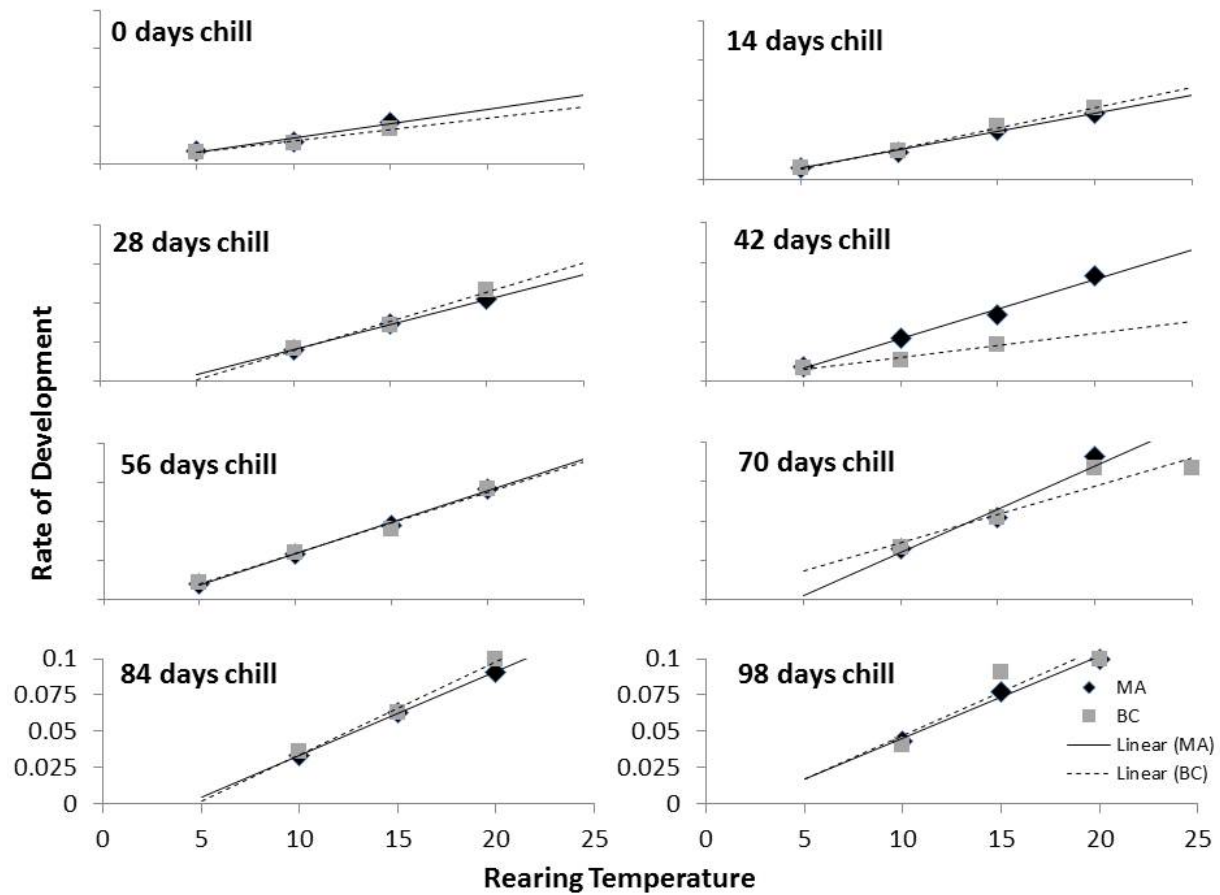 0 days chill
14 days chill
28 days chill
42 days chill
Rate of Development
56 days chill
70 days chill
84 days chill
98 days chill
0.1
0.075
0.05
0.025
0
0.1
0.075
0.05
0.025
0
MA
BC
Linear (MA)
Linear (BC)
0 5 10 15 20 25
0 5 10 15 20 25
Rearing Temperature